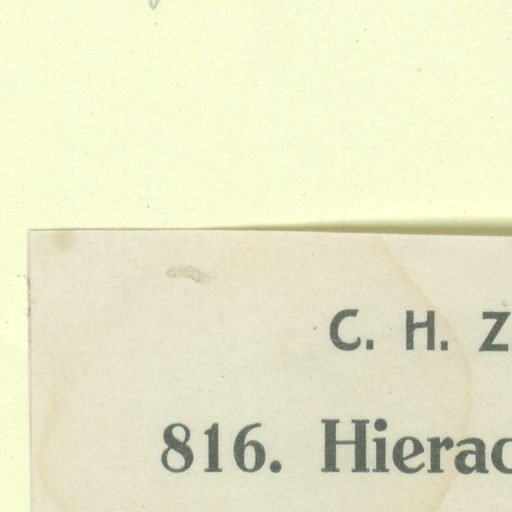 C. H. Z
816. Hierac